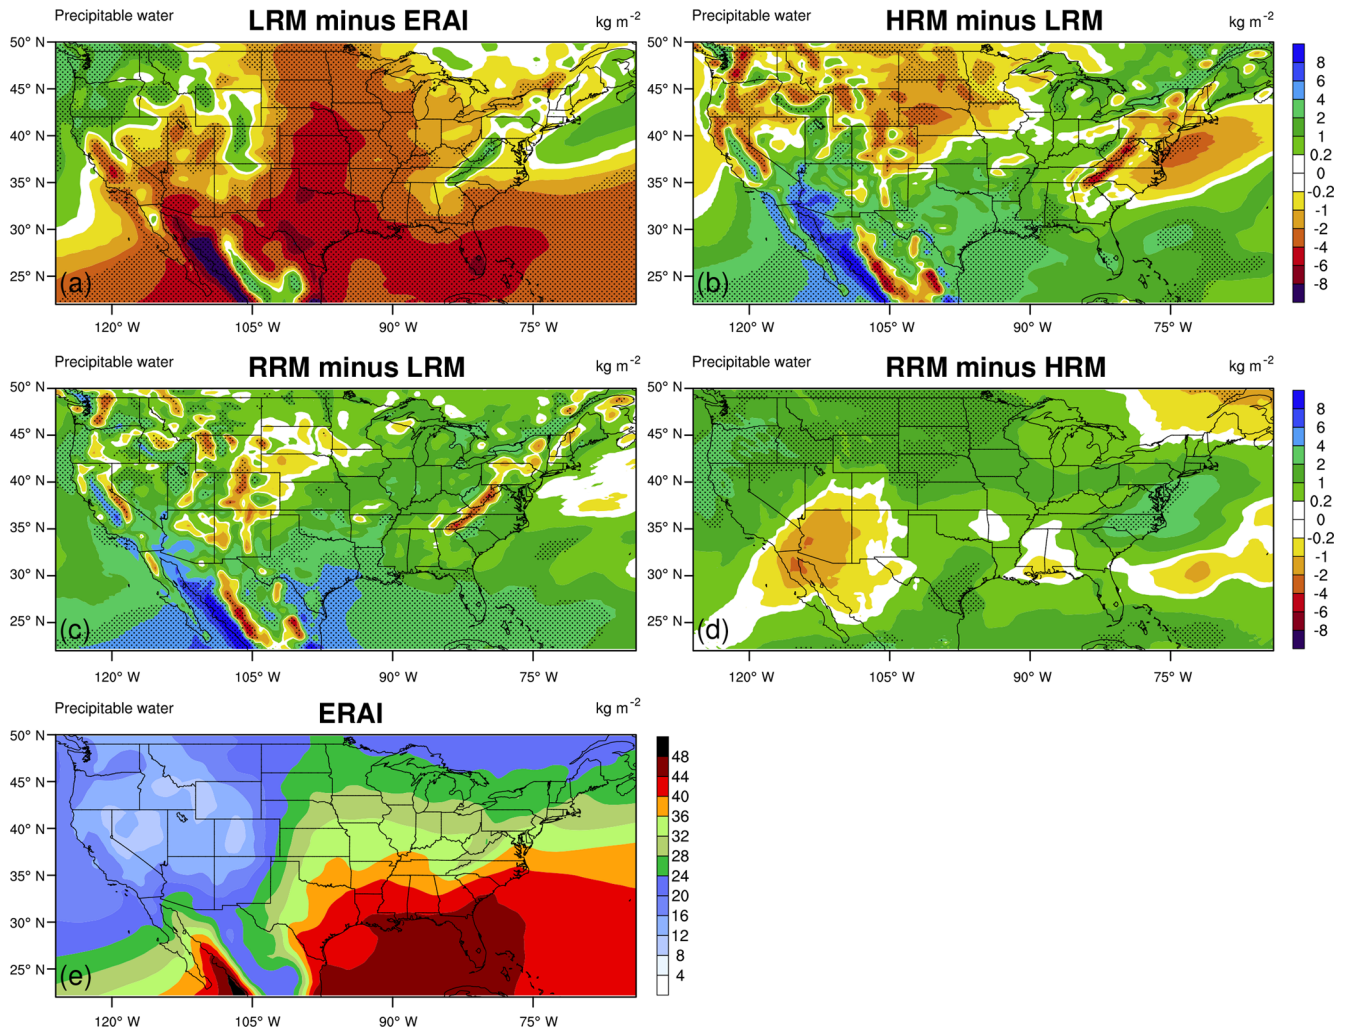 Precipitable water LRM minus ERAI kg m-2
50° N
45° N
40° N
35° N
30° N
25° N
(a)
120° W 105° W 90° W 75° W
Precipitable water HRM minus LRM kg m-2
50° N
45° N
40° N
35° N
30° N
25° N
(b)
120° W 105° W 90° W 75° W
8
6
4
2
1
0.2
0
-0.2
-1
-2
-4
-6
-8
Precipitable water RRM minus LRM kg m-2
50° N
45° N
40° N
35° N
30° N
25° N
(c)
120° W 105° W 90° W 75° W
Precipitable water RRM minus HRM kg m-2
50° N
45° N
40° N
35° N
30° N
25° N
(d)
120° W 105° W 90° W 75° W
8
6
4
2
1
0.2
0
-0.2
-1
-2
-4
-6
-8
Precipitable water ERAI kg m-2
50° N
45° N
40° N
35° N
30° N
25° N
(e)
120° W 105° W 90° W 75° W
48
44
40
36
32
28
24
20
16
12
8
4